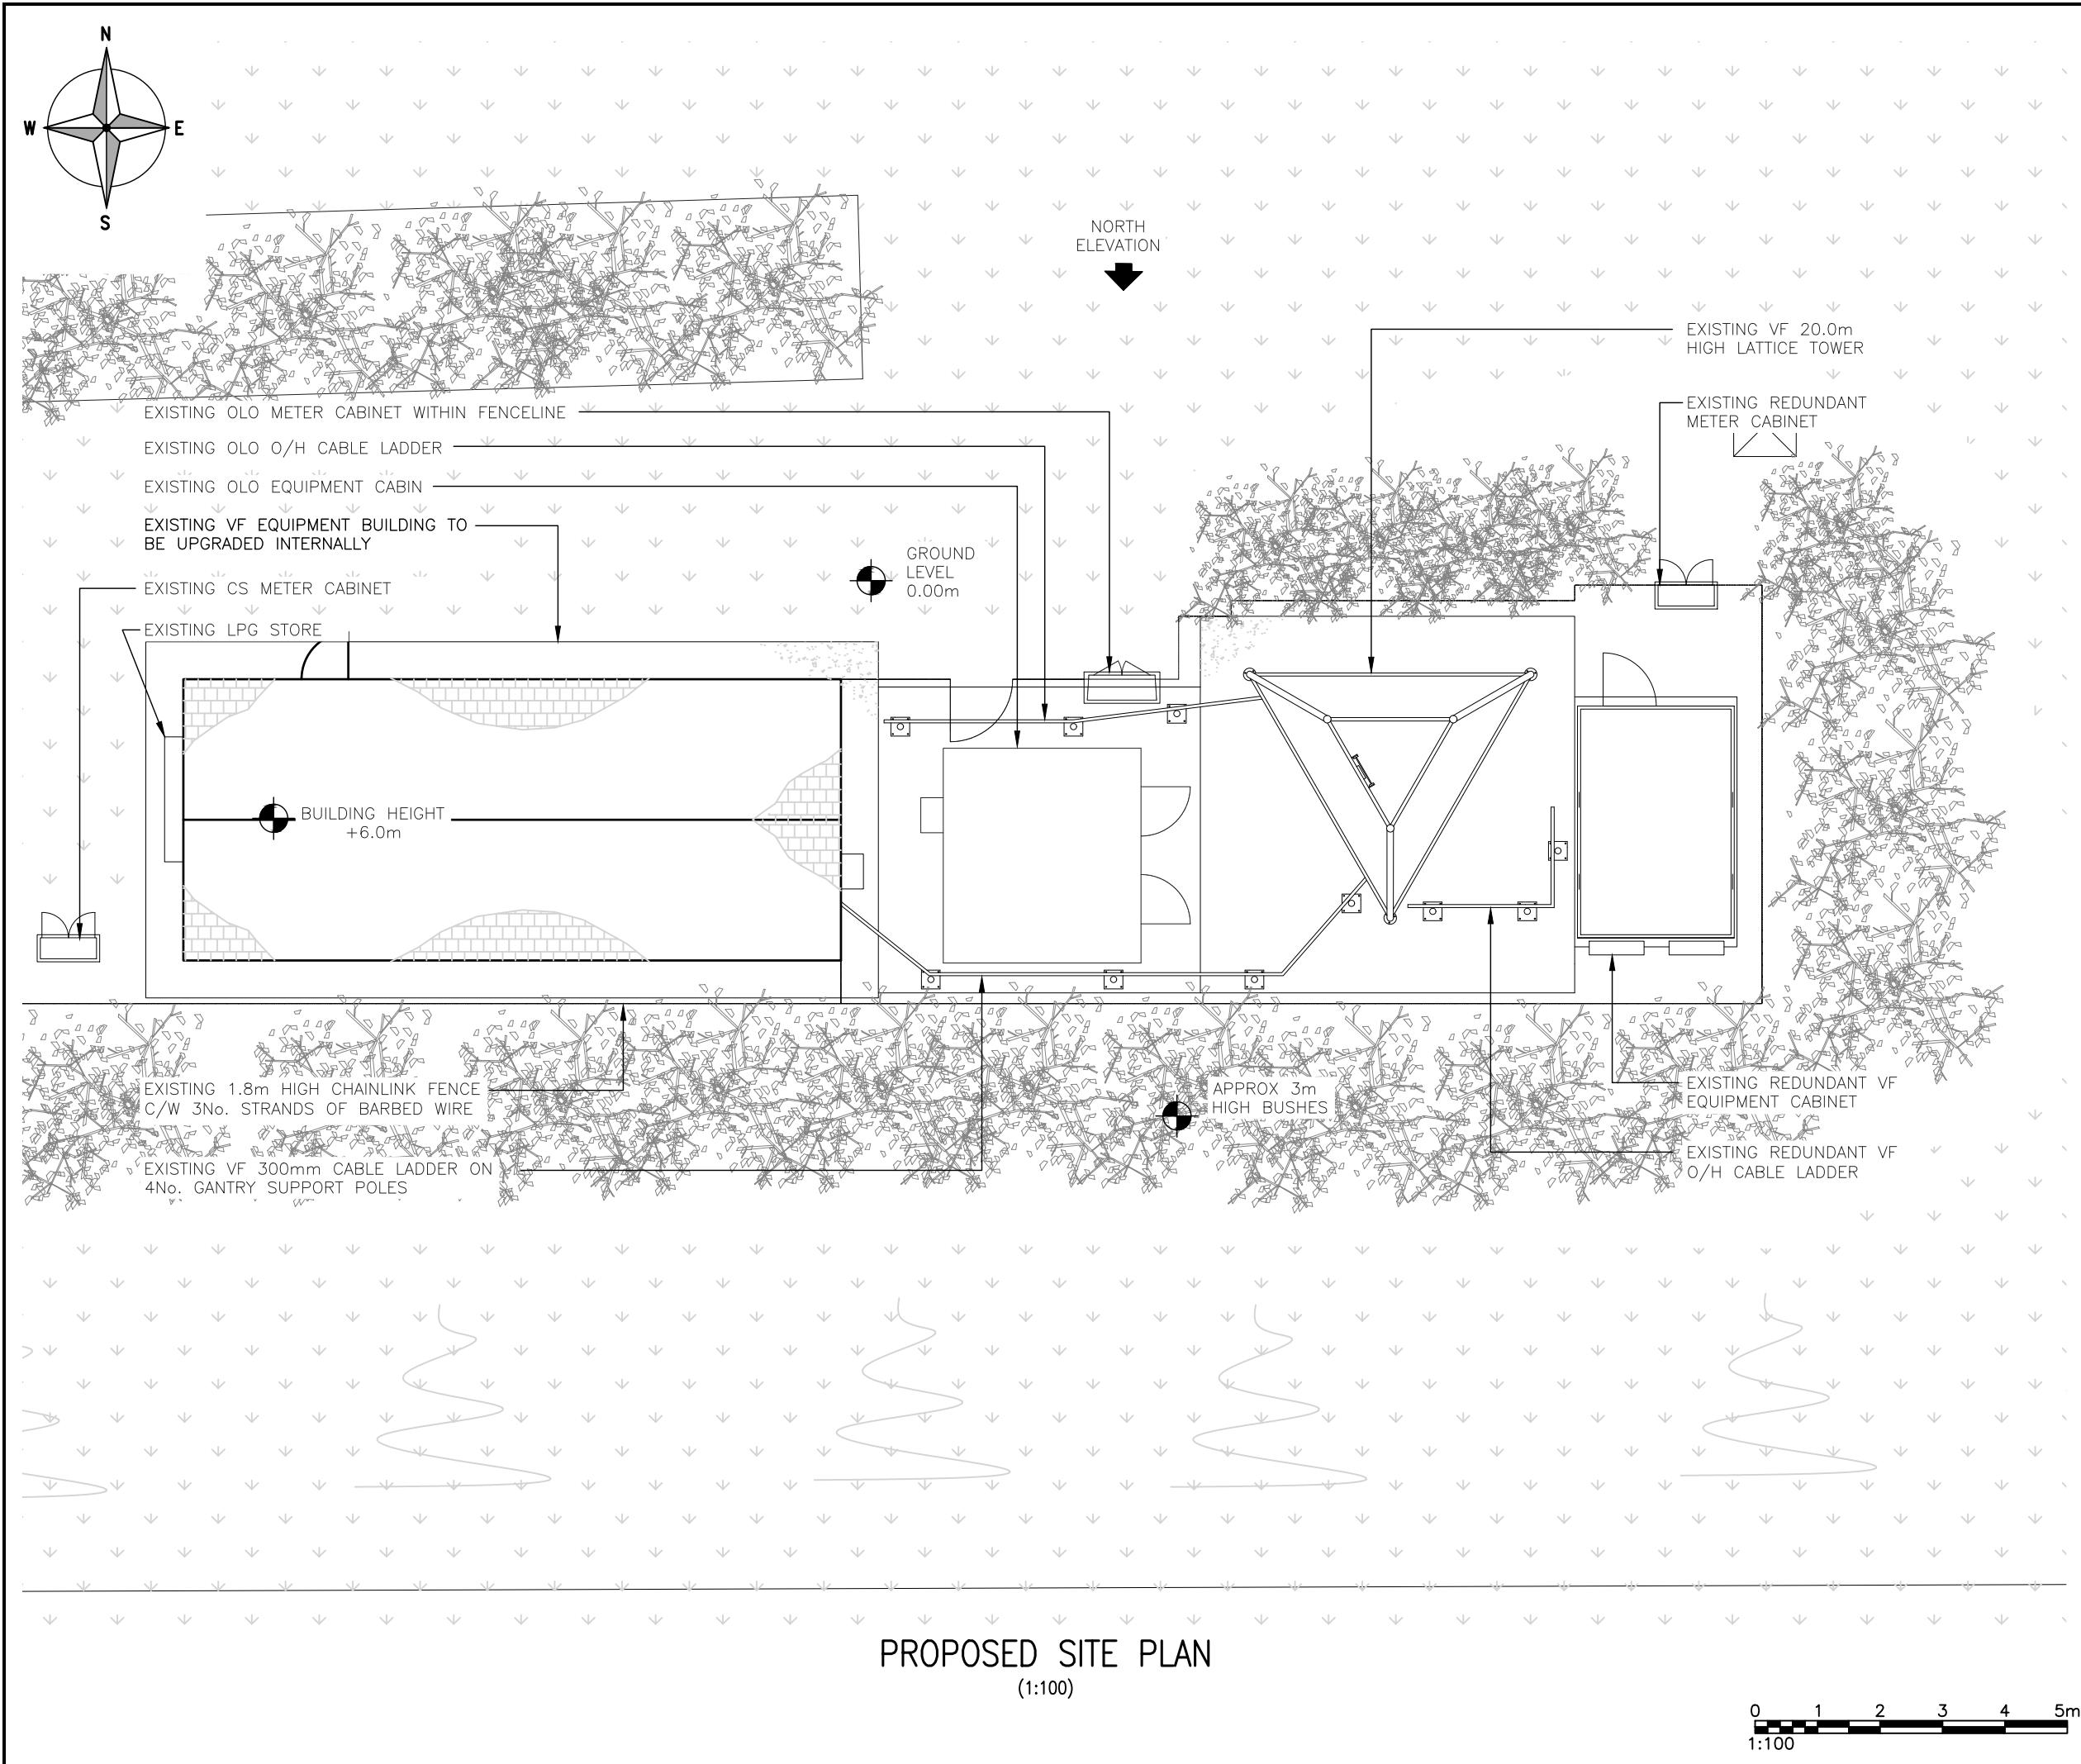 N
W E
S
NORTH
ELEVATION
EXISTING VF 20.0m
HIGH LATTICE TOWER
EXISTING REDUNDANT
METER CABINET
EXISTING OLO METER CABINET WITHIN FENCELINE
EXISTING OLO O/H CABLE LADDER
EXISTING OLO EQUIPMENT CABIN
EXISTING VF EQUIPMENT BUILDING TO
BE UPGRADED INTERNALLY
EXISTING CS METER CABINET
EXISTING LPG STORE
GROUND
LEVEL
0.00m
BUILDING HEIGHT
+6.0m
EXISTING 1.8m HIGH CHAINLINK FENCE
C/W 3No. STRANDS OF BARBED WIRE
EXISTING VF 300mm CABLE LADDER ON
4No. GANTRY SUPPORT POLES
APPROX 3m
HIGH BUSHES
EXISTING REDUNDANT VF
EQUIPMENT CABINET
EXISTING REDUNDANT VF
O/H CABLE LADDER
PROPOSED SITE PLAN
(1:100)
0 1 2 3 4 5m
1:100